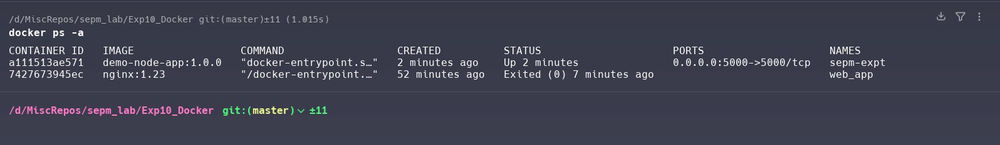 /d/MiscRepos/sepm_lab/Exp10_Docker git:(master)±11 (1.015s)
docker ps -a
CONTAINER ID   IMAGE                 COMMAND                  CREATED          STATUS                     PORTS                    NAMES
a111513ae571   demo-node-app:1.0.0   "docker-entrypoint.s…"   2 minutes ago    Up 2 minutes               0.0.0.0:5000->5000/tcp   sepm-expt
7427673945ec   nginx:1.23            "/docker-entrypoint.…"   52 minutes ago   Exited (0) 7 minutes ago                            web_app
/d/MiscRepos/sepm_lab/Exp10_Docker git:(master) ±11